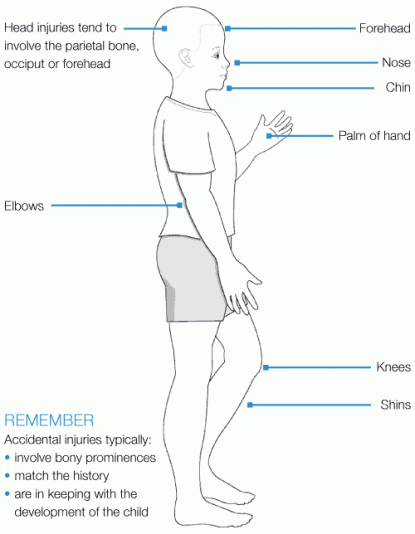 Head injuries tend to
involve the parietal bone,
occiput or forehead
Forehead
Nose
Chin
Palm of hand
Elbows
Knees
Shins
REMEMBER
Accidental injuries typically:
• involve bony prominences
• match the history
• are in keeping with the
development of the child